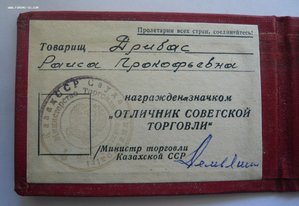 Пролетарии всех стран, соединяйтесь!
Товарищ Дрибас
Раиса Прокофьевна
награжден значком
"ОТЛИЧНИК СОВЕТСКОЙ
ТОРГОВЛИ"
Министр торговли
Казахской ССР